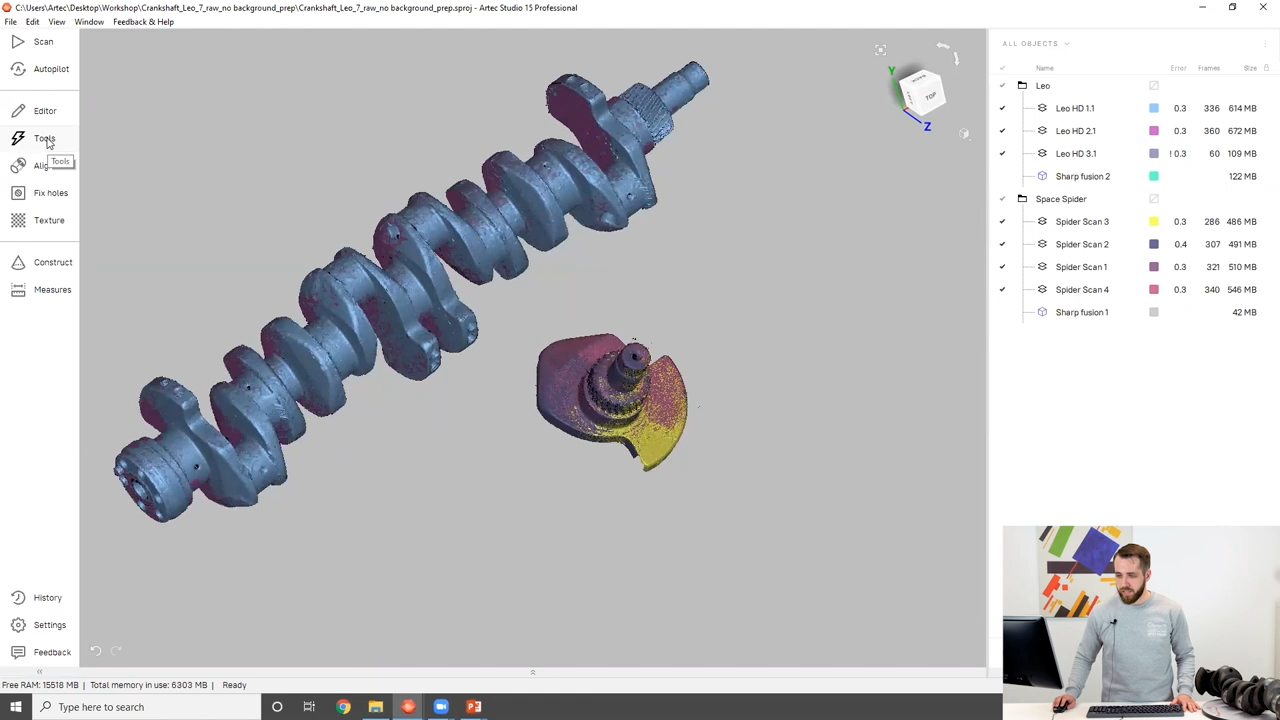 C:\Users\Artec\Desktop\Workshop\Crankshaft_Leo_7_raw_no background_prep\Crankshaft_Leo_7_raw_no background_prep.sproj - Artec Studio 15 Professional
File Edit View Window Feedback & Help
Scan
Autopilot
Editor
Tools
Tools
Fix holes
Texture
Construct
Measures
History
Settings
Feedback
Y
Z
TOP
ALL OBJECTS
Name Error Frames Size
Leo
Leo HD 1.1 0.3 336 614 MB
Leo HD 2.1 0.3 360 672 MB
Leo HD 3.1 ! 0.3 60 109 MB
Sharp fusion 2 122 MB
Space Spider
Spider Scan 3 0.3 286 486 MB
Spider Scan 2 0.4 307 491 MB
Spider Scan 1 0.3 321 510 MB
Spider Scan 4 0.3 340 546 MB
Sharp fusion 1 42 MB
Free RAM: 15518 MB | Total memory in use: 6303 MB | Ready
Type here to search